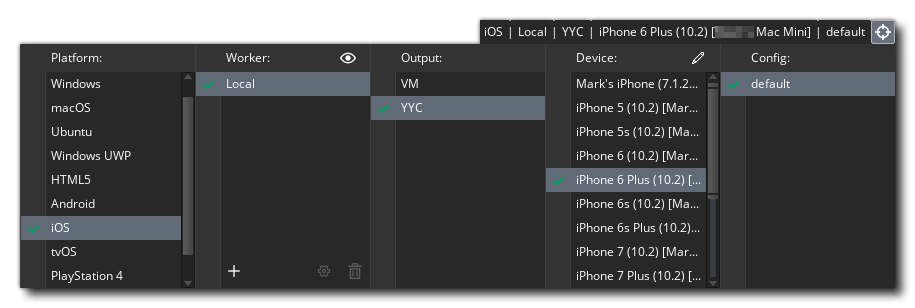 iOS | Local | YYC | iPhone 6 Plus (10.2) [ Mac Mini] | default
Platform:
Windows
macOS
Ubuntu
Windows UWP
HTML5
Android
iOS
tvOS
PlayStation 4
Worker:
Local
Output:
VM
YYC
Device:
Mark's iPhone (7.1.2...
iPhone 5 (10.2) [Mar...
iPhone 5s (10.2) [Ma...
iPhone 6 (10.2) [Mar...
iPhone 6 Plus (10.2) [...
iPhone 6s (10.2) [Ma...
iPhone 6s Plus (10.2)...
iPhone 7 (10.2) [Mar...
iPhone 7 Plus (10.2) [...
Config:
default